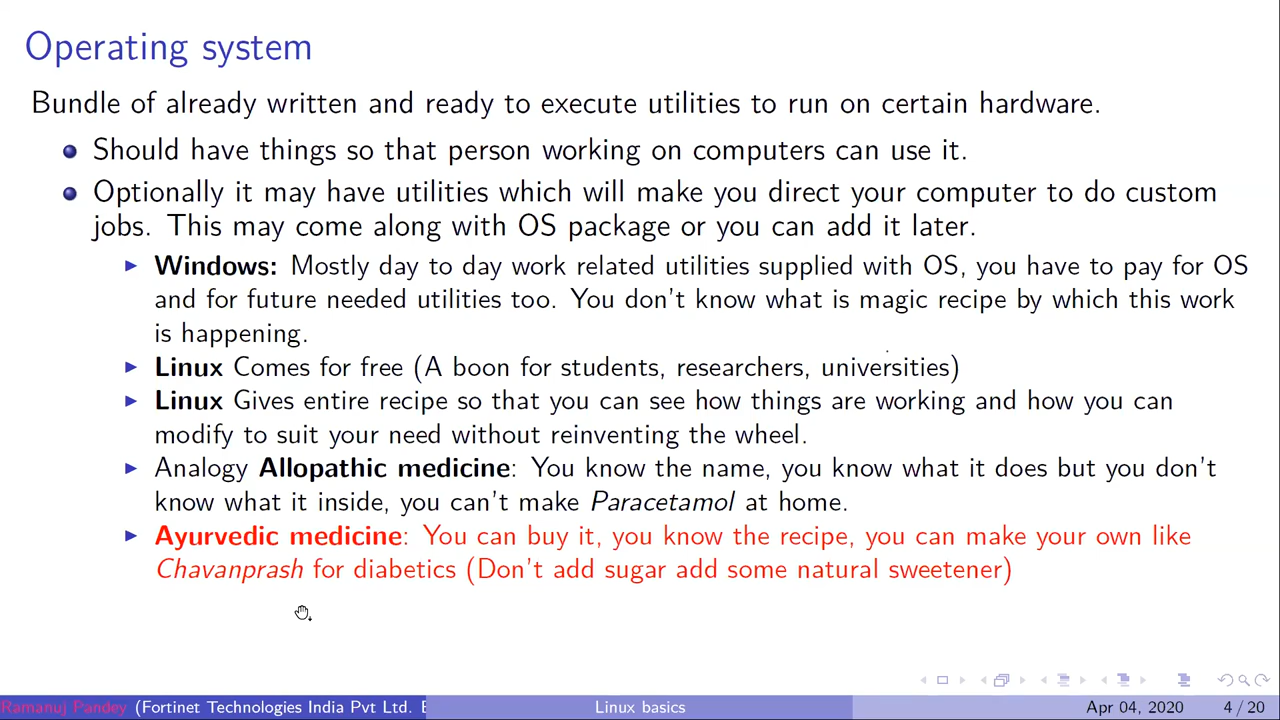 Operating system
Bundle of already written and ready to execute utilities to run on certain hardware.
Should have things so that person working on computers can use it.
Optionally it may have utilities which will make you direct your computer to do custom
jobs. This may come along with OS package or you can add it later.
Windows: Mostly day to day work related utilities supplied with OS, you have to pay for OS
and for future needed utilities too. You don't know what is magic recipe by which this work
is happening.
Linux Comes for free (A boon for students, researchers, universities)
Linux Gives entire recipe so that you can see how things are working and how you can
modify to suit your need without reinventing the wheel.
Analogy Allopathic medicine: You know the name, you know what it does but you don't
know what it inside, you can't make Paracetamol at home.
Ayurvedic medicine: You can buy it, you know the recipe, you can make your own like
Chavanprash for diabetics (Don't add sugar add some natural sweetener)
Ramanuj Pandey (Fortinet Technologies India Pvt Ltd. Linux basics Apr 04, 2020 4 / 20